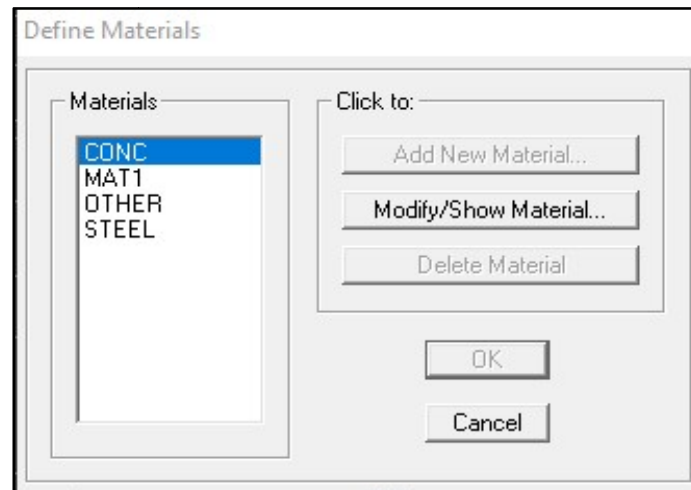 Define Materials
Materials
CONC
MAT1
OTHER
STEEL
Click to:
Add New Material...
Modify/Show Material...
Delete Material
OK
Cancel